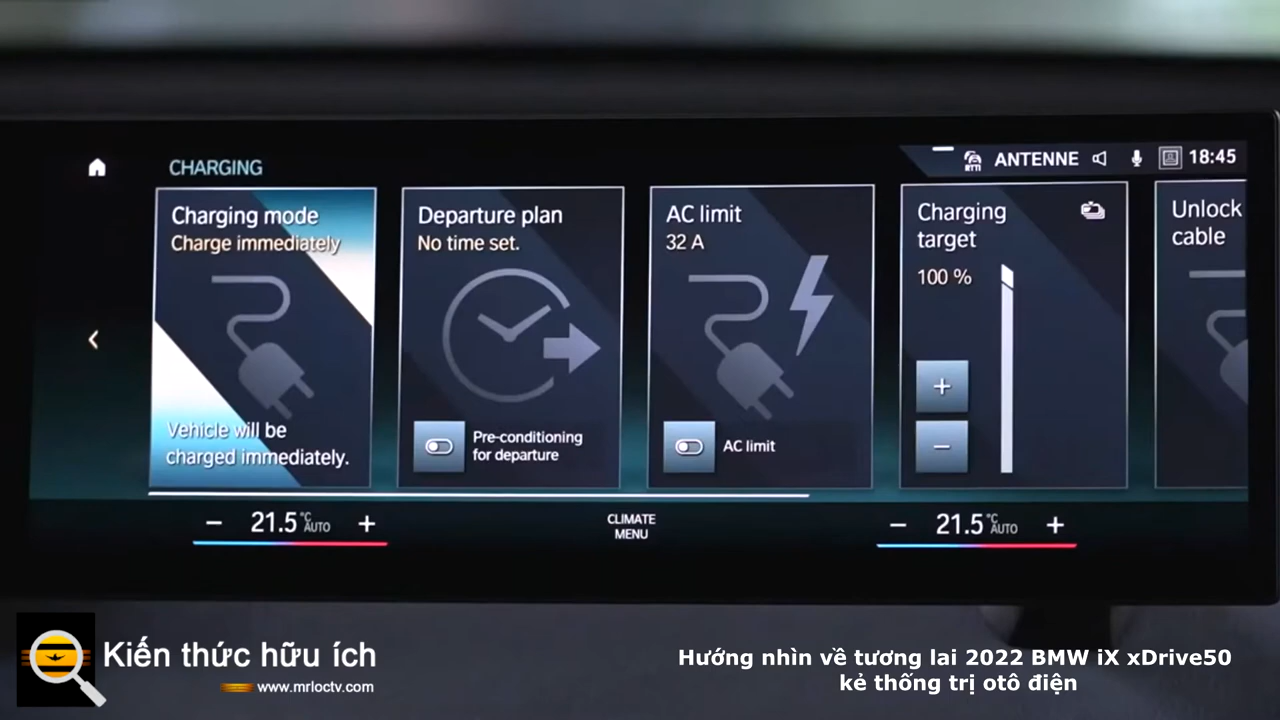 CHARGING
RTTI
ANTENNE
18:45
Charging mode
Charge immediately
Vehicle will be
charged immediately.
Departure plan
No time set.
Pre-conditioning
for departure
AC limit
32 A
AC limit
Charging
target
100 %
+
−
Unlock
cable
− 21.5 °C AUTO +
CLIMATE
MENU
− 21.5 °C AUTO +
Kiến thức hữu ích
www.mrloctv.com
Hướng nhìn về tương lai 2022 BMW iX xDrive50
kẻ thống trị otô điện